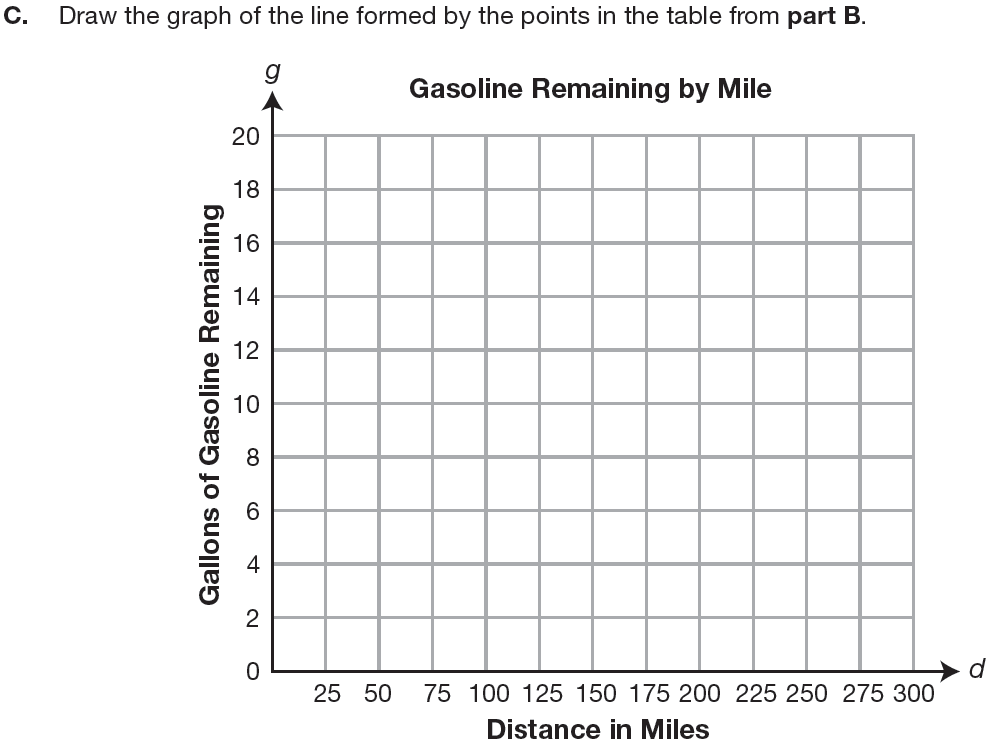 C. Draw the graph of the line formed by the points in the table from part B.
g
Gasoline Remaining by Mile
Gallons of Gasoline Remaining
20
18
16
14
12
10
8
6
4
2
0
d
25 50 75 100 125 150 175 200 225 250 275 300
Distance in Miles